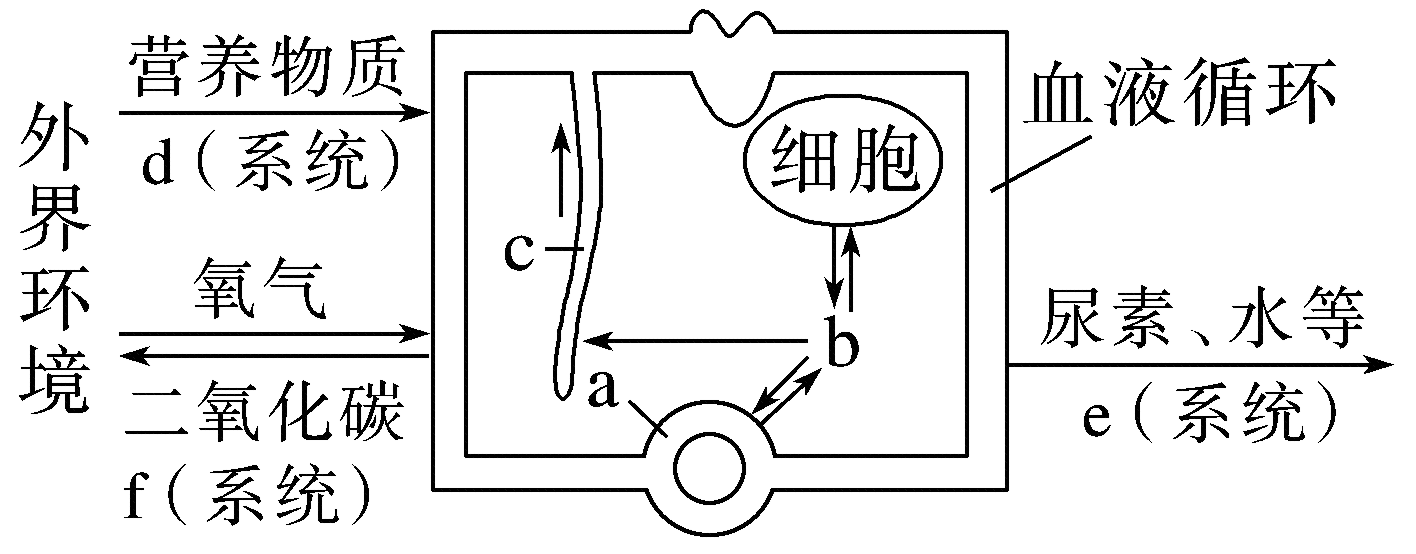 外界环境
营养物质
d(系统)
氧气
二氧化碳
f(系统)
c
a
b
细胞
血液循环
尿素、水等
e(系统)